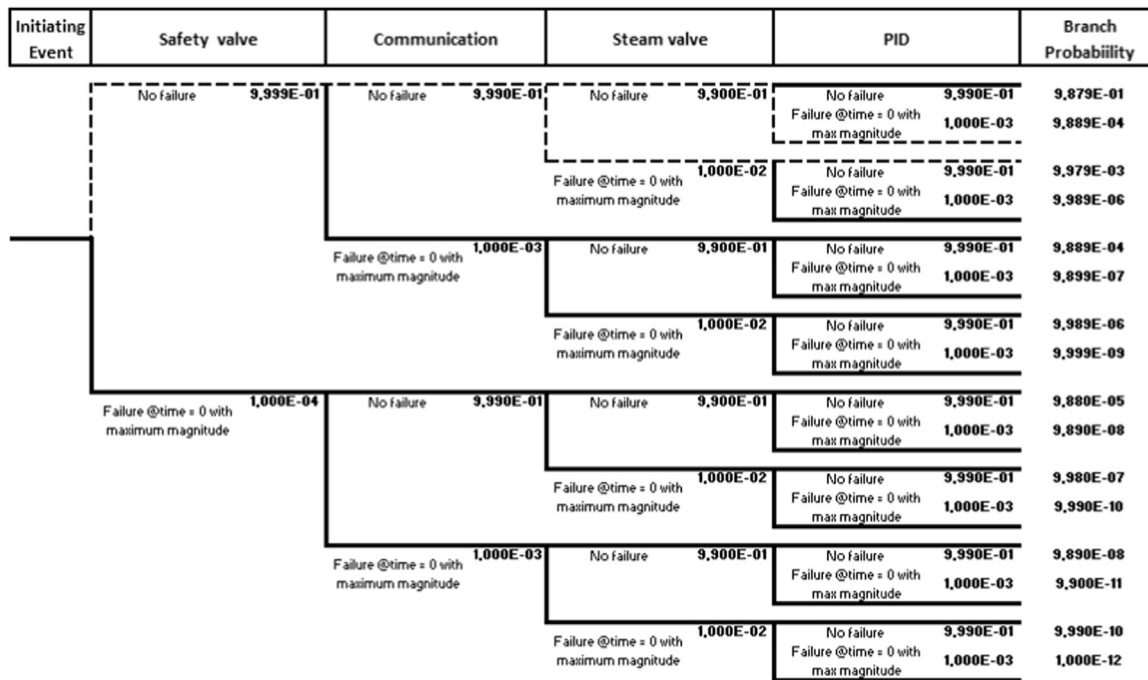 Initiating Event Safety valve Communication Steam valve PID Branch Probabiility
No failure 9,999E-01 No failure 9,990E-01 No failure 9,900E-01 No failure 9,990E-01 9,879E-01
Failure @time = 0 with max magnitude 1,000E-03 9,889E-04
Failure @time = 0 with maximum magnitude 1,000E-02 No failure 9,990E-01 9,979E-03
Failure @time = 0 with max magnitude 1,000E-03 9,989E-06
Failure @time = 0 with maximum magnitude 1,000E-03 No failure 9,900E-01 No failure 9,990E-01 9,889E-04
Failure @time = 0 with max magnitude 1,000E-03 9,899E-07
Failure @time = 0 with maximum magnitude 1,000E-02 No failure 9,990E-01 9,989E-06
Failure @time = 0 with max magnitude 1,000E-03 9,999E-09
Failure @time = 0 with maximum magnitude 1,000E-04 No failure 9,990E-01 No failure 9,900E-01 No failure 9,990E-01 9,880E-05
Failure @time = 0 with max magnitude 1,000E-03 9,890E-08
Failure @time = 0 with maximum magnitude 1,000E-02 No failure 9,990E-01 9,980E-07
Failure @time = 0 with max magnitude 1,000E-03 9,990E-10
Failure @time = 0 with maximum magnitude 1,000E-03 No failure 9,900E-01 No failure 9,990E-01 9,890E-08
Failure @time = 0 with max magnitude 1,000E-03 9,900E-11
Failure @time = 0 with maximum magnitude 1,000E-02 No failure 9,990E-01 9,990E-10
Failure @time = 0 with max magnitude 1,000E-03 1,000E-12